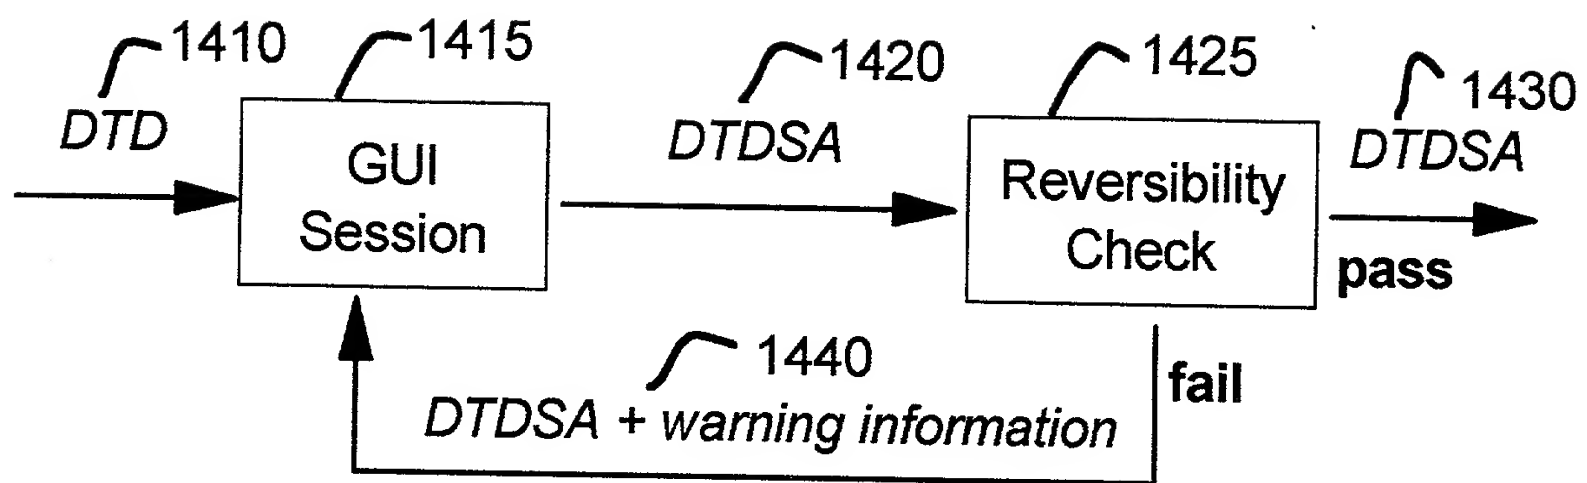 1410
DTD
1415
GUI
Session
1420
DTDSA
1425
Reversibility
Check
1430
DTDSA
pass
fail
1440
DTDSA + warning information